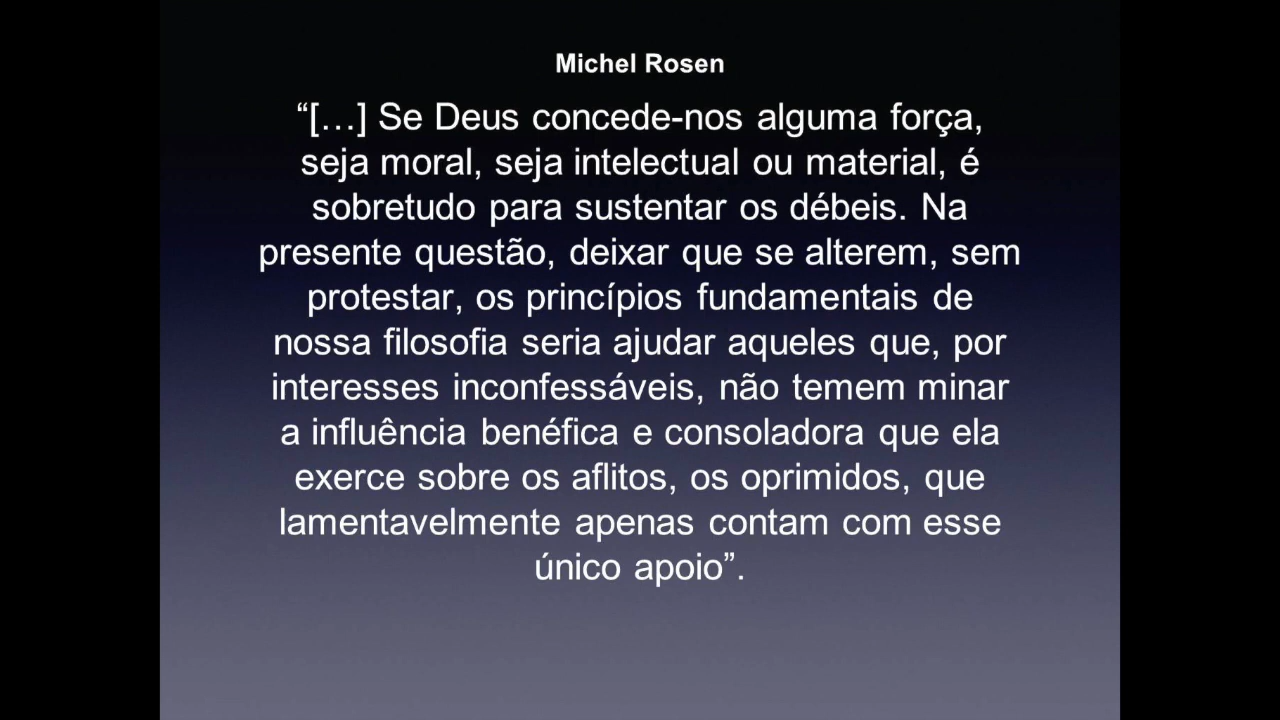 Michel Rosen
“[…] Se Deus concede-nos alguma força,
seja moral, seja intelectual ou material, é
sobretudo para sustentar os débeis. Na
presente questão, deixar que se alterem, sem
protestar, os princípios fundamentais de
nossa filosofia seria ajudar aqueles que, por
interesses inconfessáveis, não temem minar
a influência benéfica e consoladora que ela
exerce sobre os aflitos, os oprimidos, que
lamentavelmente apenas contam com esse
único apoio”.